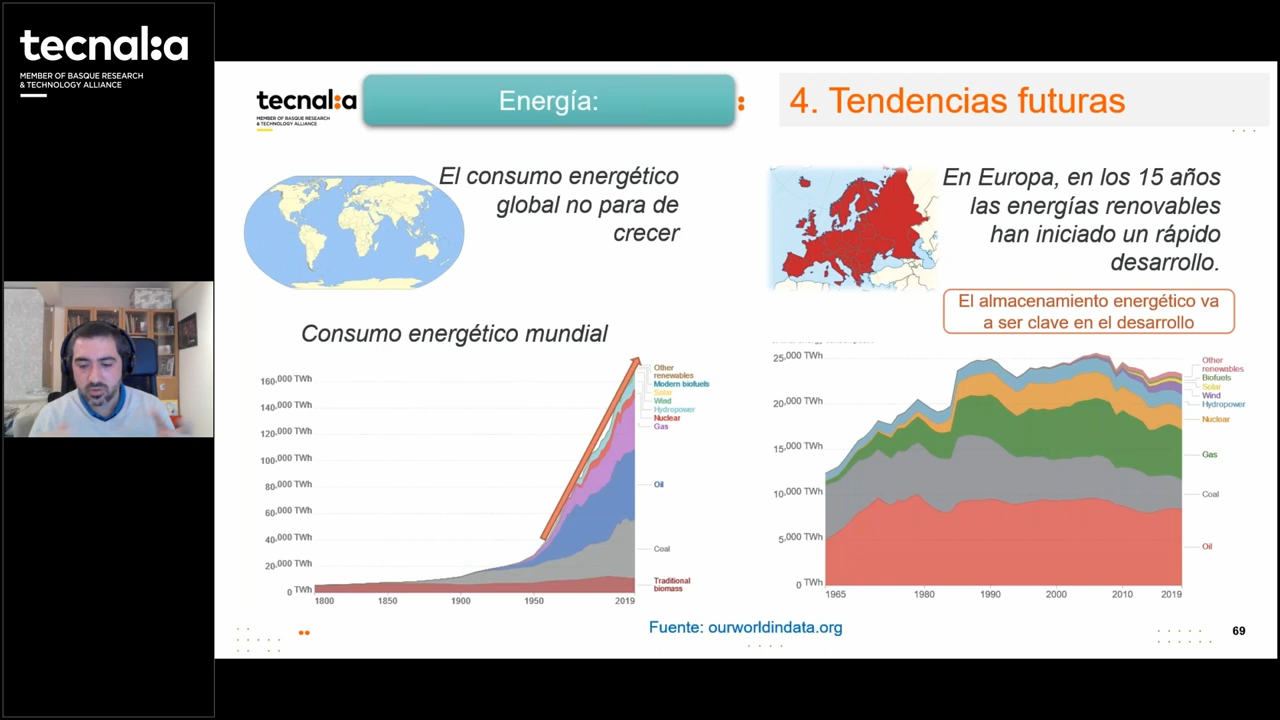 tecnal:a
MEMBER OF BASQUE RESEARCH
& TECHNOLOGY ALLIANCE
tecnal:a
MEMBER OF BASQUE RESEARCH
& TECHNOLOGY ALLIANCE
Energía:
4. Tendencias futuras
El consumo energético
global no para de
crecer
En Europa, en los 15 años
las energías renovables
han iniciado un rápido
desarrollo.
El almacenamiento energético va
a ser clave en el desarrollo
Consumo energético mundial
160,000 TWh
140,000 TWh
120,000 TWh
100,000 TWh
80,000 TWh
60,000 TWh
40,000 TWh
20,000 TWh
0 TWh
1800
1850
1900
1950
2019
Other
renewables
Modern biofuels
Solar
Wind
Hydropower
Nuclear
Gas
Oil
Coal
Traditional
biomass
25,000 TWh
20,000 TWh
15,000 TWh
10,000 TWh
5,000 TWh
0 TWh
1965
1980
1990
2000
2010
2019
Other
renewables
Biofuels
Solar
Wind
Hydropower
Nuclear
Gas
Coal
Oil
Fuente: ourworldindata.org
69